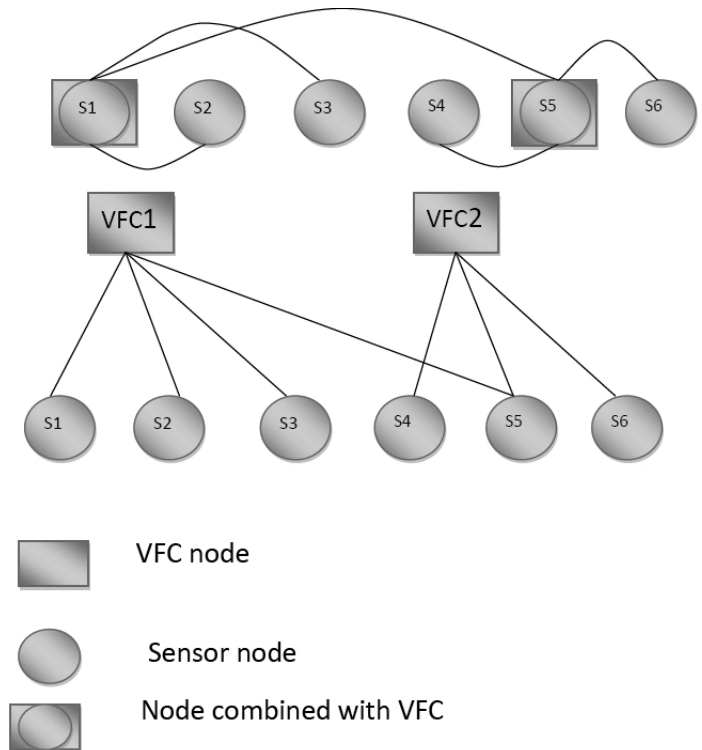 S1 S2 S3 S4 S5 S6
VFC1 VFC2
S1 S2 S3 S4 S5 S6
VFC node
Sensor node
Node combined with VFC